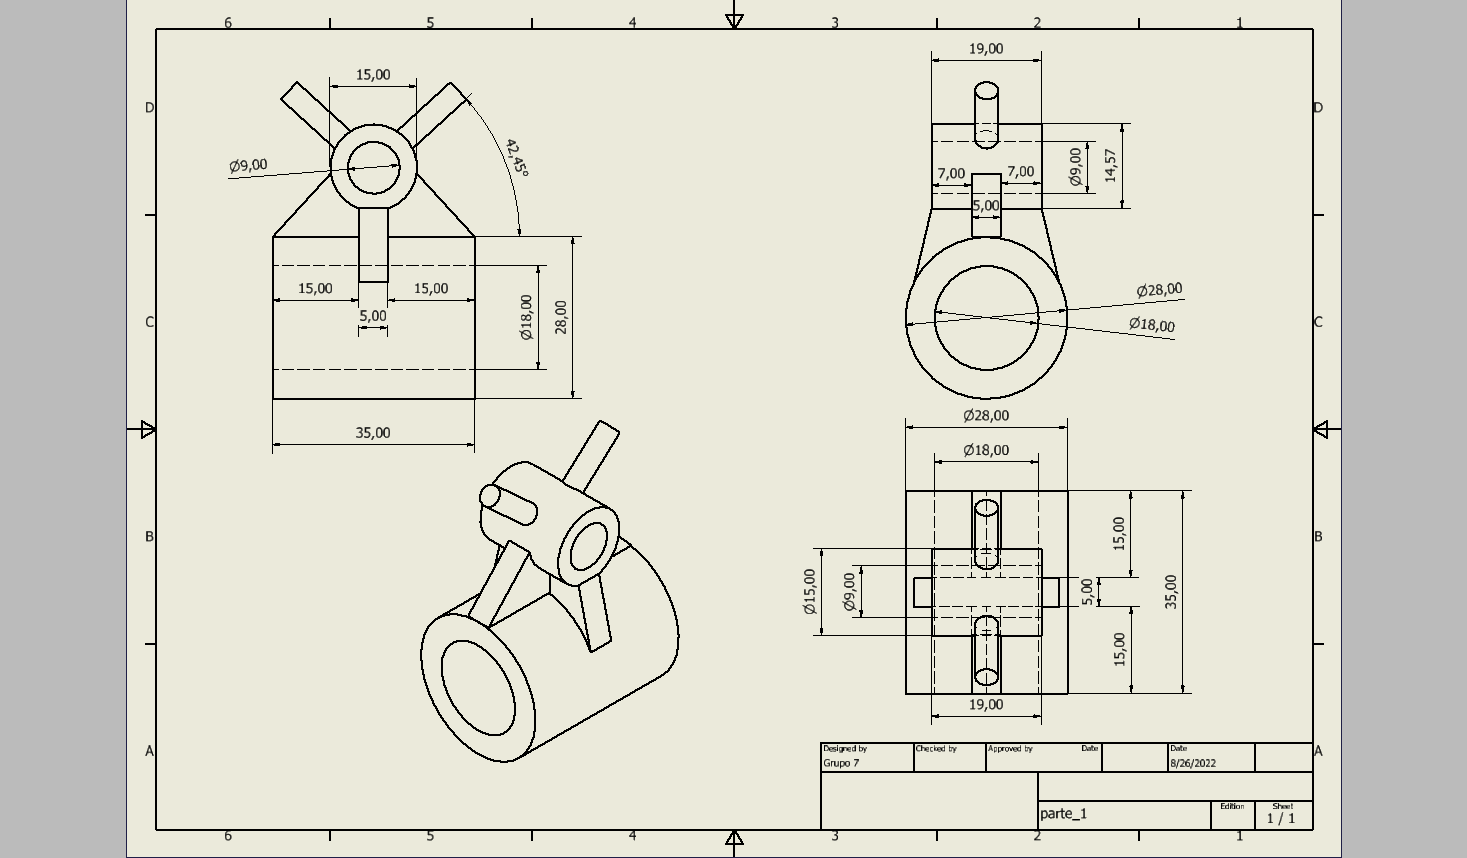 6 5 4 3 2 1
15,00
19,00
D
D
42,45°
Ø9,00
Ø9,00
14,57
7,00
7,00
5,00
15,00
15,00
5,00
Ø18,00
28,00
Ø28,00
Ø18,00
C
C
35,00
Ø28,00
Ø18,00
15,00
B
B
Ø15,00
Ø9,00
5,00
35,00
15,00
19,00
A
A
Designed by Checked by Approved by Date Date
Grupo 7 8/26/2022
Edition Sheet
parte_1 1 / 1
6 5 4 3 2 1